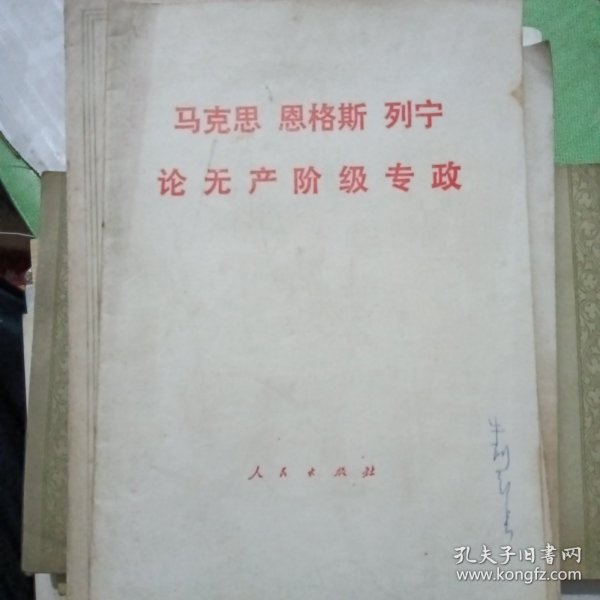 马克思 恩格斯 列宁
论无产阶级专政
人民出版社
孔夫子旧书网
www.kongfz.com